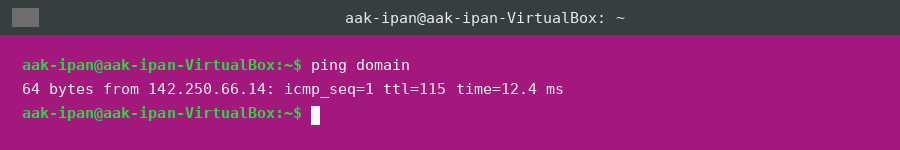 aak-ipan@aak-ipan-VirtualBox: ~
aak-ipan@aak-ipan-VirtualBox:~$ ping domain
64 bytes from 142.250.66.14: icmp_seq=1 ttl=115 time=12.4 ms
aak-ipan@aak-ipan-VirtualBox:~$